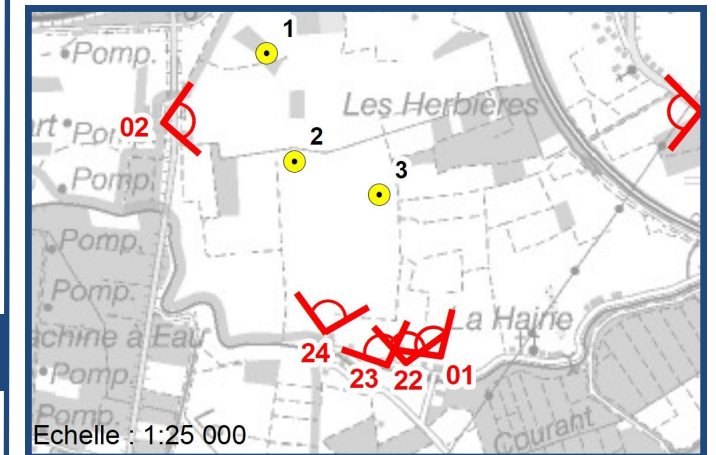 1
Pomp.
Les Herbières
02
2
Pomp.
3
Pomp.
Pomp.
La Haine
achine à Eau
24
23
22
01
Pomp.
Pomp.
Courant
Echelle : 1:25 000